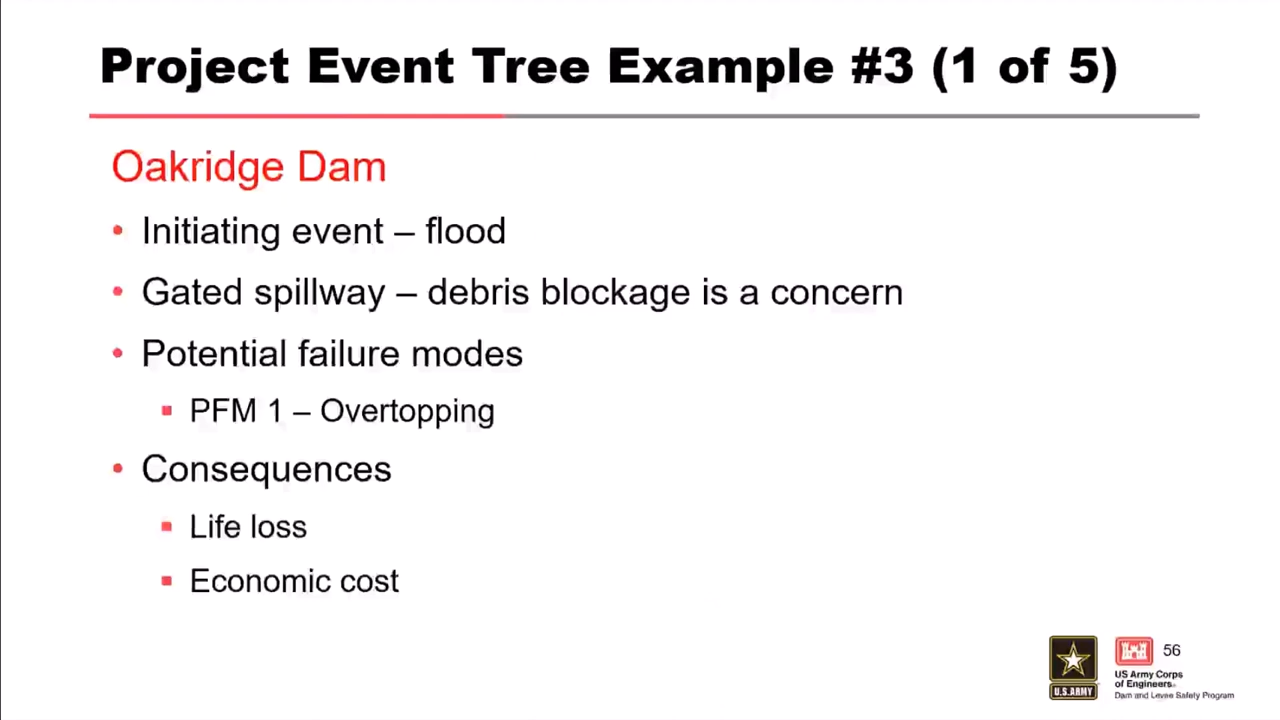 Project Event Tree Example #3 (1 of 5)
Oakridge Dam
• Initiating event – flood
• Gated spillway – debris blockage is a concern
• Potential failure modes
▪ PFM 1 – Overtopping
• Consequences
▪ Life loss
▪ Economic cost
56
U.S.ARMY
US Army Corps
of Engineers®
Dam and Levee Safety Program